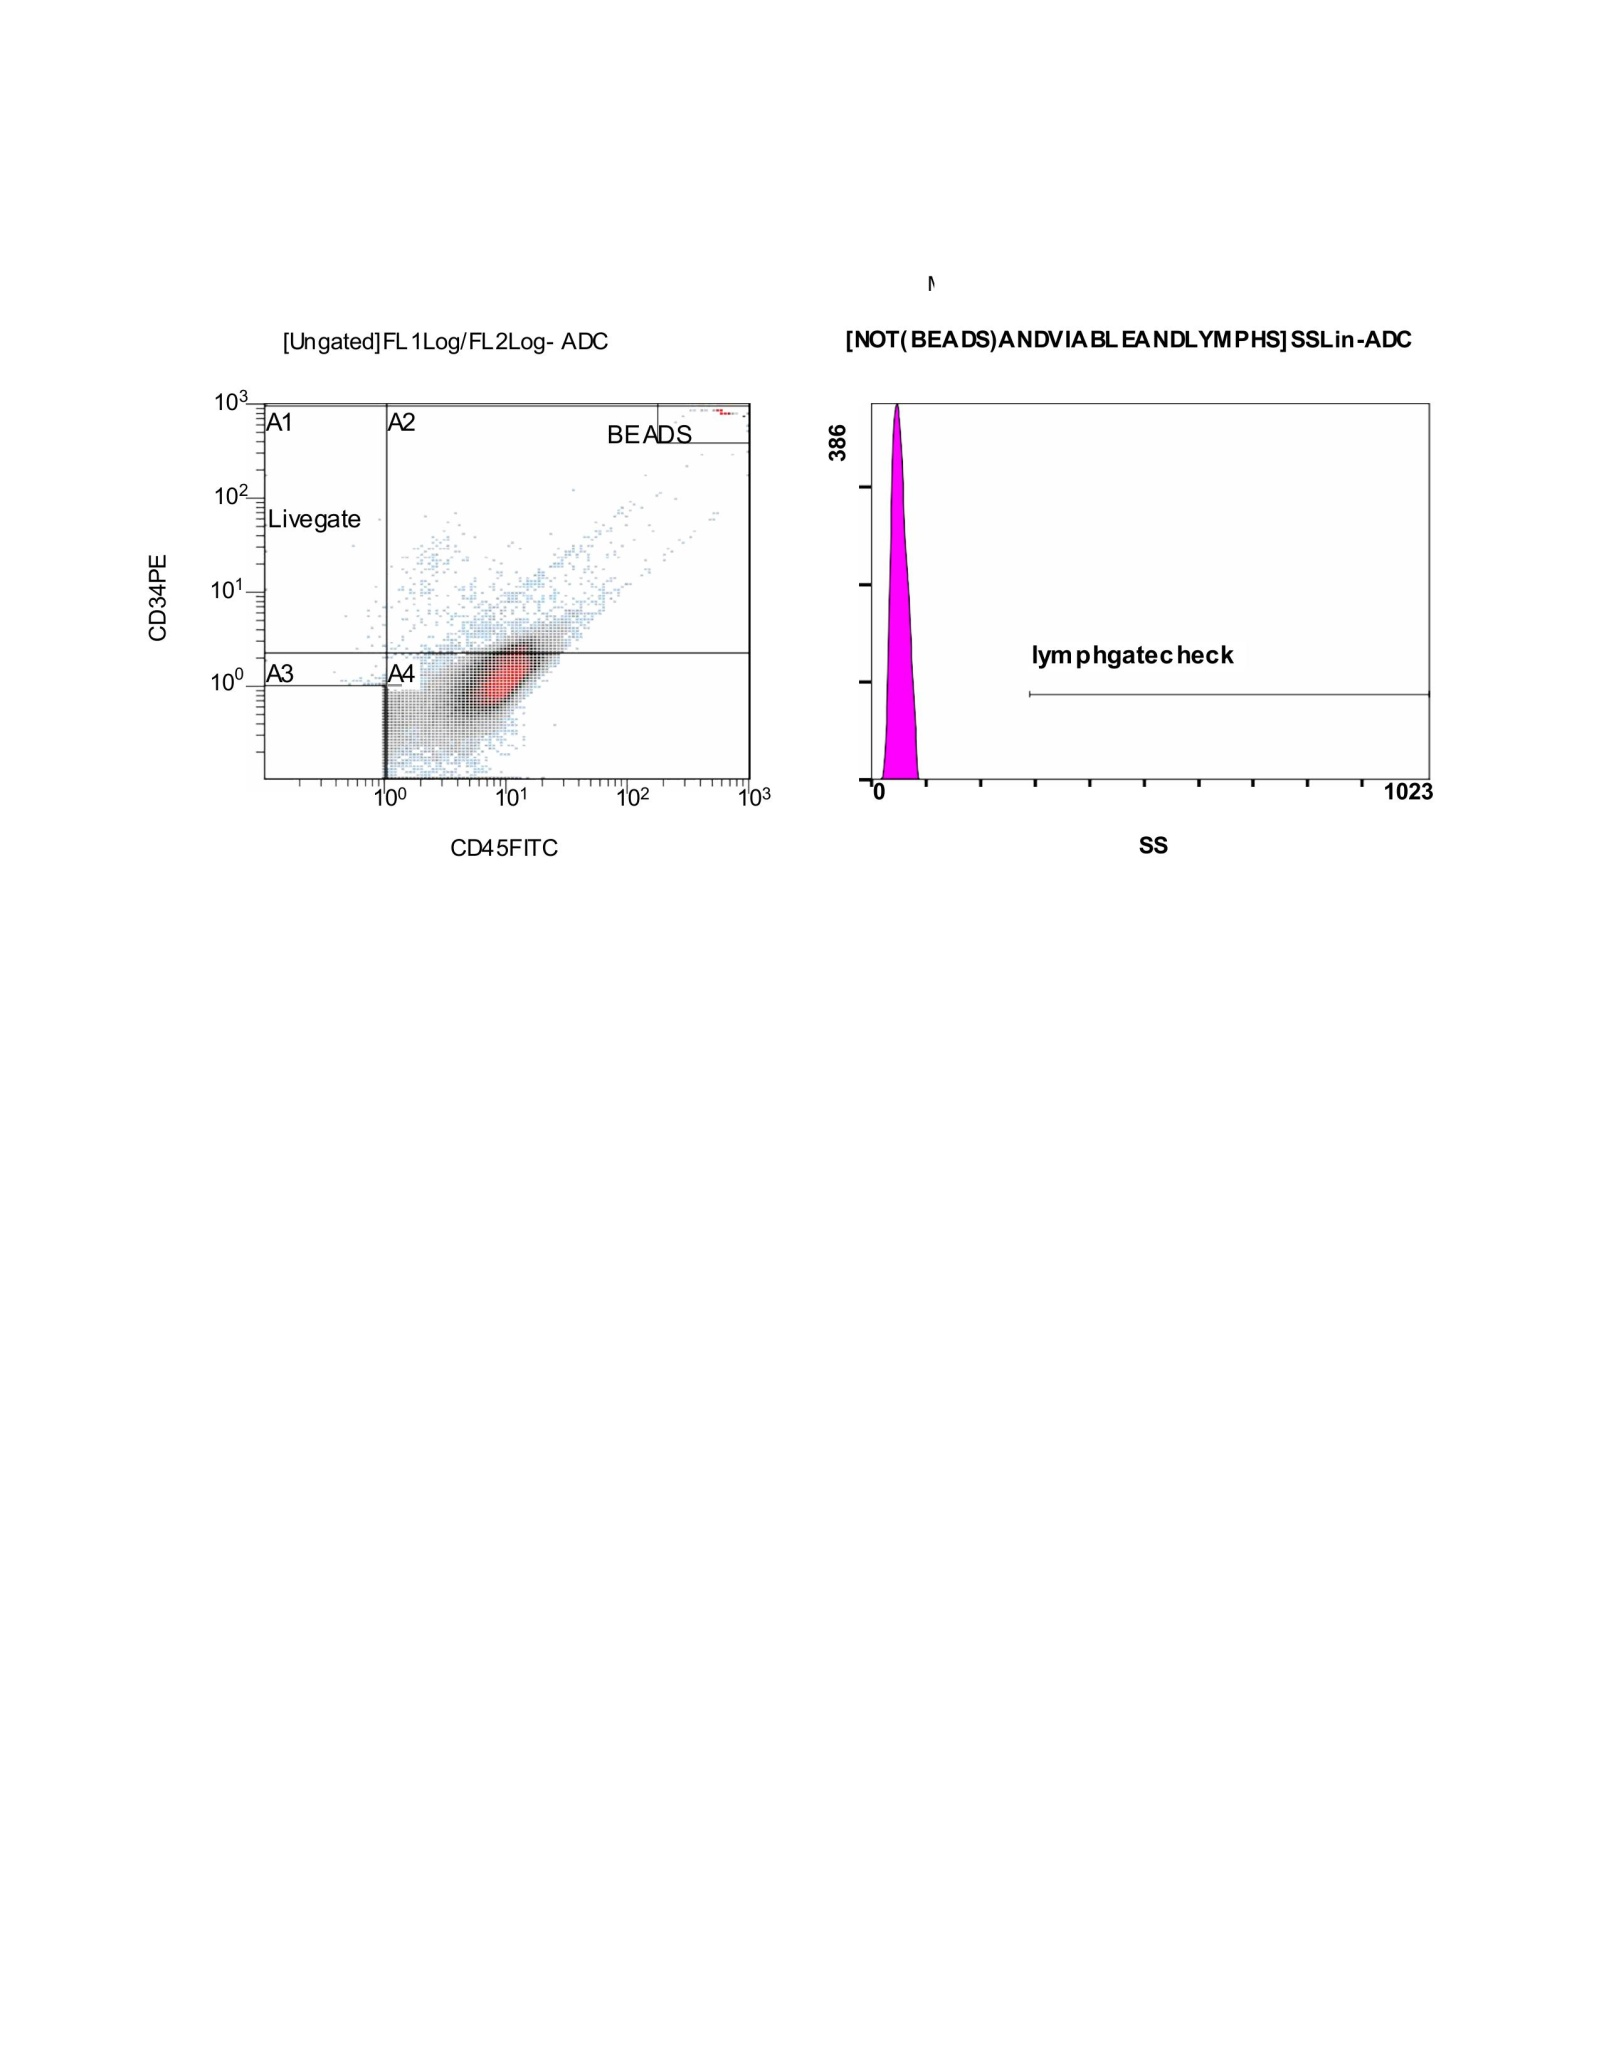 [Ungated]FL1Log/FL2Log- ADC
10³
A1
A2
BEADS
10²
Livegate
CD34PE
10¹
10⁰
A3
A4
10⁰
10¹
10²
10³
CD45FITC
[NOT(BEADS)ANDVIABLEANDLYMPHS]SSLin-ADC
386
lymphgatecheck
0
1023
SS